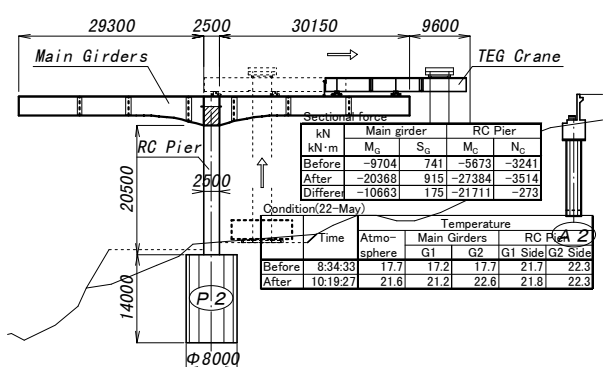 29300 2500 30150 9600
Main Girders
TEG Crane
Sectional force
kN Main girder RC Pier
kN·m M_G S_G M_C N_C
Before -9704 741 -5673 -3241
After -20368 915 -27384 -3514
Differen -10663 175 -21711 -273
RC Pier
2500
20500
Condition(22-May)
Time Temperature
Atmo- Main Girders RC Pier
sphere G1 G2 G1 Side G2 Side
Before 8:34:33 17.7 17.2 17.7 21.7 22.3
After 10:19:27 21.6 21.2 22.6 21.8 22.3
A 2
14000
P 2
Φ8000